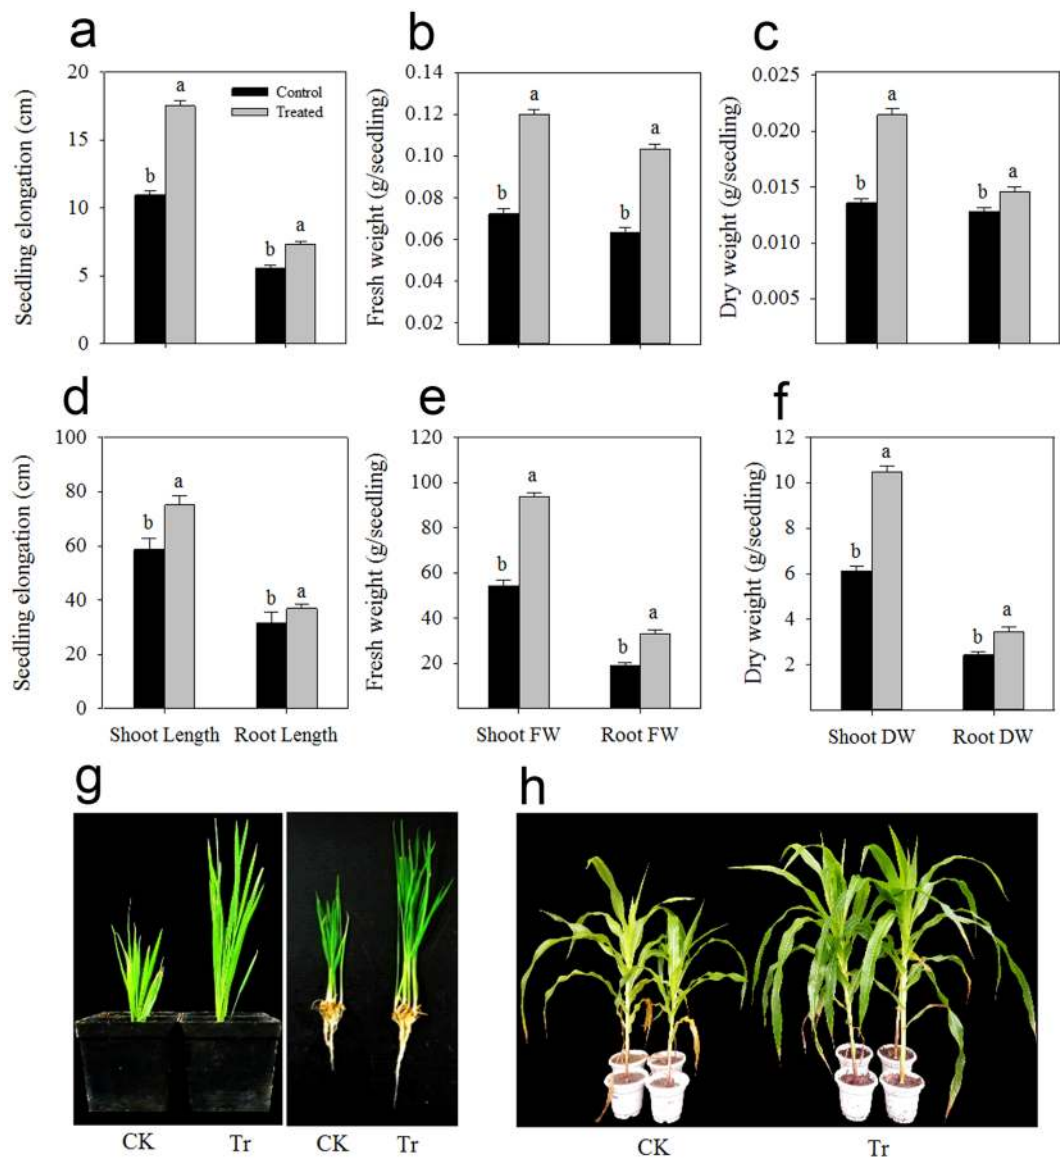 a
b
c
Seedling elongation (cm)
20
15
10
5
0
Control
Treated
b
a
b
a
Fresh weight (g/seedling)
0.14
0.12
0.10
0.08
0.06
0.04
0.02
b
a
b
a
Dry weight (g/seedling)
0.025
0.020
0.015
0.010
0.005
b
a
b
a
d
e
f
Seedling elongation (cm)
100
80
60
40
20
0
b
a
b
a
Shoot Length Root Length
Fresh weight (g/seedling)
120
100
80
60
40
20
b
a
b
a
Shoot FW Root FW
Dry weight (g/seedling)
12
10
8
6
4
2
b
a
b
a
Shoot DW Root DW
g
h
CK Tr CK Tr
CK Tr